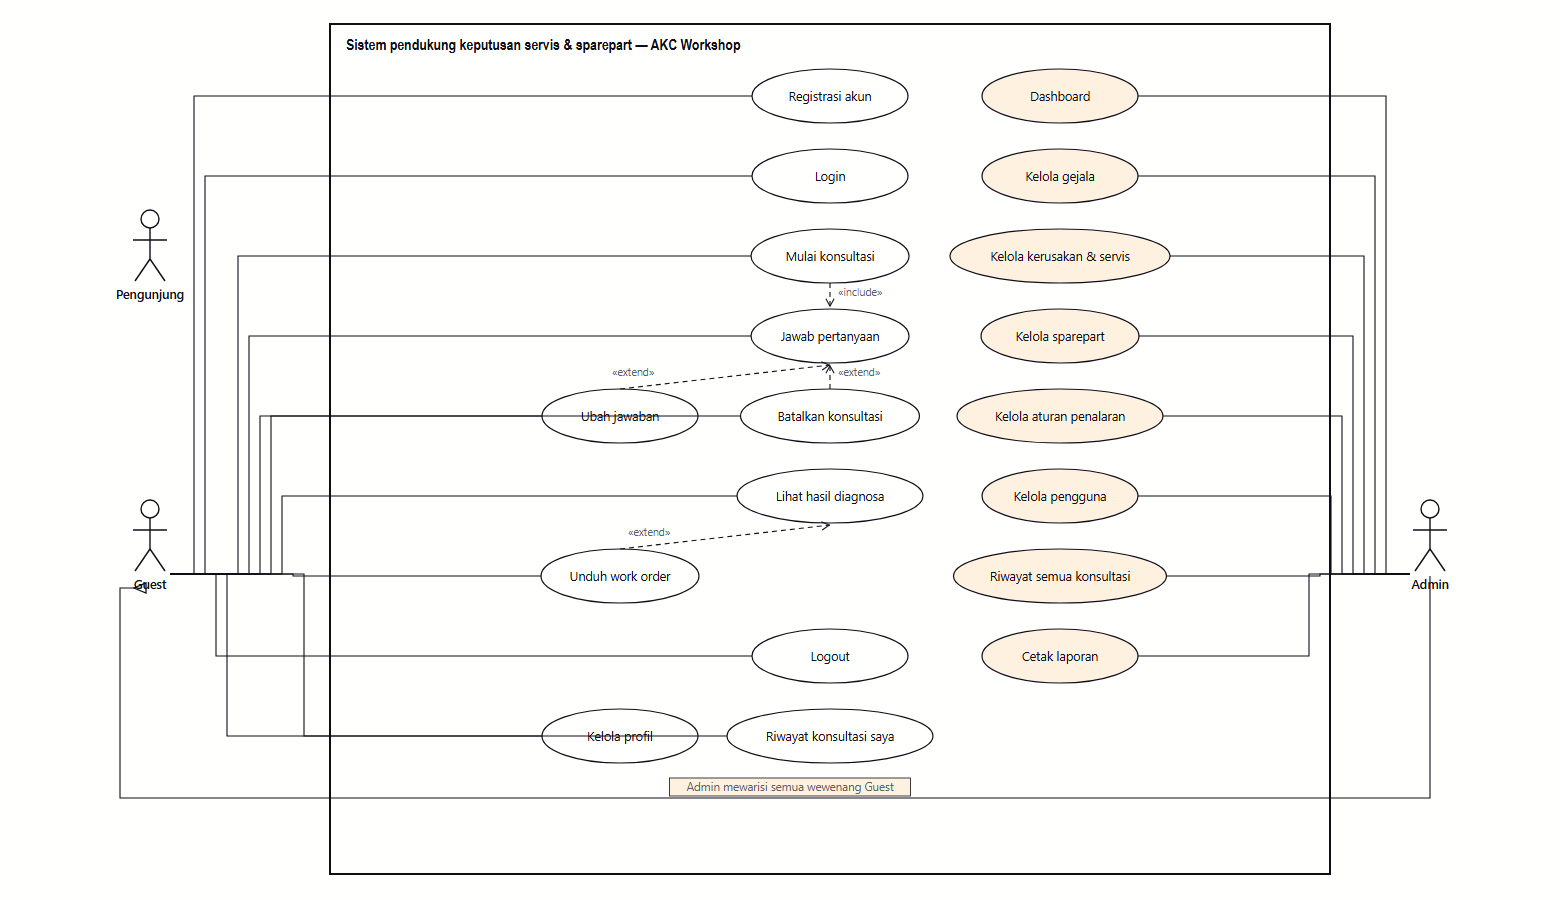 Sistem pendukung keputusan servis & sparepart — AKC Workshop
Registrasi akun
Dashboard
Login
Kelola gejala
Pengunjung
Mulai konsultasi
Kelola kerusakan & servis
«include»
Jawab pertanyaan
Kelola sparepart
«extend»
«extend»
Ubah jawaban
Batalkan konsultasi
Kelola aturan penalaran
Lihat hasil diagnosa
Kelola pengguna
«extend»
Guest
Unduh work order
Riwayat semua konsultasi
Admin
Logout
Cetak laporan
Kelola profil
Riwayat konsultasi saya
Admin mewarisi semua wewenang Guest